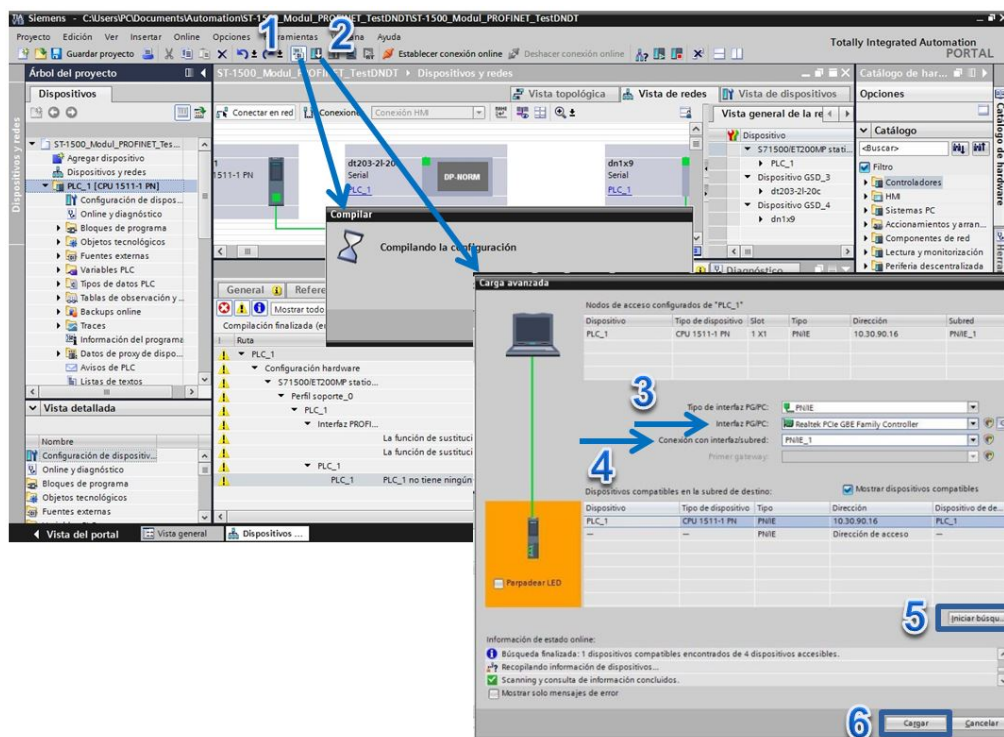 Siemens - C:\Users\PC\Documents\Automation\ST-1500_Modul_PROFINET_TestDNDT\ST-1500_Modul_PROFINET_TestDNDT
Proyecto Edición Ver Insertar Online Opciones Ayuda
Totally Integrated Automation
PORTAL
Guardar proyecto Establecer conexión online Deshacer conexión online
1
2
Árbol del proyecto
ST-1500_Modul_PROFINET_TestDNDT Dispositivos y redes
Catálogo de har...
Dispositivos
Vista topológica Vista de redes Vista de dispositivos
Opciones
Conectar en red Conexiones Conexión HMI
Vista general de la re
Dispositivos y redes
Catálogo de hardware
ST-1500_Modul_PROFINET_Tes...
Agregar dispositivo
Dispositivos y redes
PLC_1 [CPU 1511-1 PN]
Configuración de dispos...
Online y diagnóstico
Bloques de programa
Objetos tecnológicos
Fuentes externas
Variables PLC
Tipos de datos PLC
Tablas de observación y...
Backups online
Traces
Información del programa
Datos de proxy de dispo...
Avisos de PLC
Listas de textos
1511-1 PN
dt203-2l-20c
Serial
PLC_1
DP-NORM
dn1x9
Serial
PLC_1
Dispositivo
S71500/ET200MP stati...
PLC_1
Dispositivo GSD_3
dt203-2l-20c
Dispositivo GSD_4
dn1x9
Catálogo
<Buscar>
Filtro
Controladores
HMI
Sistemas PC
Accionamientos y arran...
Componentes de red
Lectura y monitorización
Periferia descentralizada
Compilar
Compilando la configuración
Diagnóstico
General Refere
Mostrar todo
Compilación finalizada (e
! Ruta
PLC_1
Configuración hardware
S71500/ET200MP statio...
Perfil soporte_0
PLC_1
Interfaz PROFI...
La función de sustituci
La función de sustituci
PLC_1
PLC_1 PLC_1 no tiene ningún
Vista detallada
Nombre
Configuración de dispositiv...
Online y diagnóstico
Bloques de programa
Objetos tecnológicos
Fuentes externas
Vista del portal Vista general Dispositivos ...
Carga avanzada
Nodos de acceso configurados de "PLC_1"
Dispositivo Tipo de dispositivo Slot Tipo Dirección Subred
PLC_1 CPU 1511-1 PN 1 X1 PN/IE 10.30.90.16 PN/IE_1
3
Tipo de interfaz PG/PC: PN/IE
Interfaz PG/PC: Realtek PCIe GBE Family Controller
Conexión con interfaz/subred: PN/IE_1
Primer gateway:
4
Dispositivos compatibles en la subred de destino: Mostrar dispositivos compatibles
Dispositivo Tipo de dispositivo Tipo Dirección Dispositivo de de...
PLC_1 CPU 1511-1 PN PN/IE 10.30.90.16 PLC_1
— — PN/IE Dirección de acceso —
Parpadear LED
5
Iniciar búsqu...
Información de estado online:
Búsqueda finalizada: 1 dispositivos compatibles encontrados de 4 dispositivos accesibles.
Recopilando información de dispositivos...
Scanning y consulta de información concluidos.
Mostrar solo mensajes de error
6
Cargar Cancelar